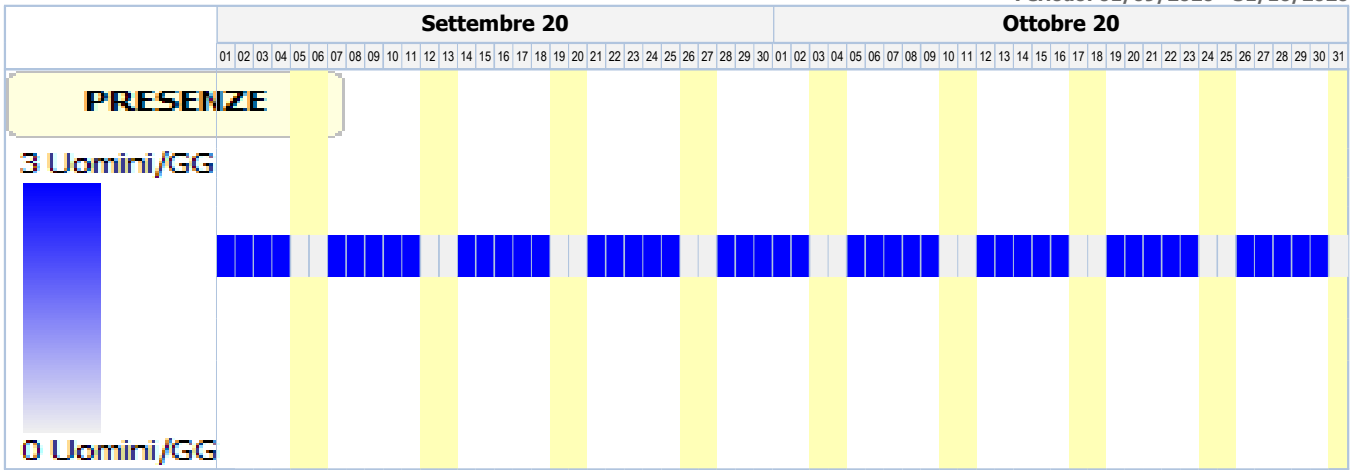 Settembre 20 Ottobre 20
01 02 03 04 05 06 07 08 09 10 11 12 13 14 15 16 17 18 19 20 21 22 23 24 25 26 27 28 29 30 01 02 03 04 05 06 07 08 09 10 11 12 13 14 15 16 17 18 19 20 21 22 23 24 25 26 27 28 29 30 31
PRESENZE
3 Uomini/GG
0 Uomini/GG